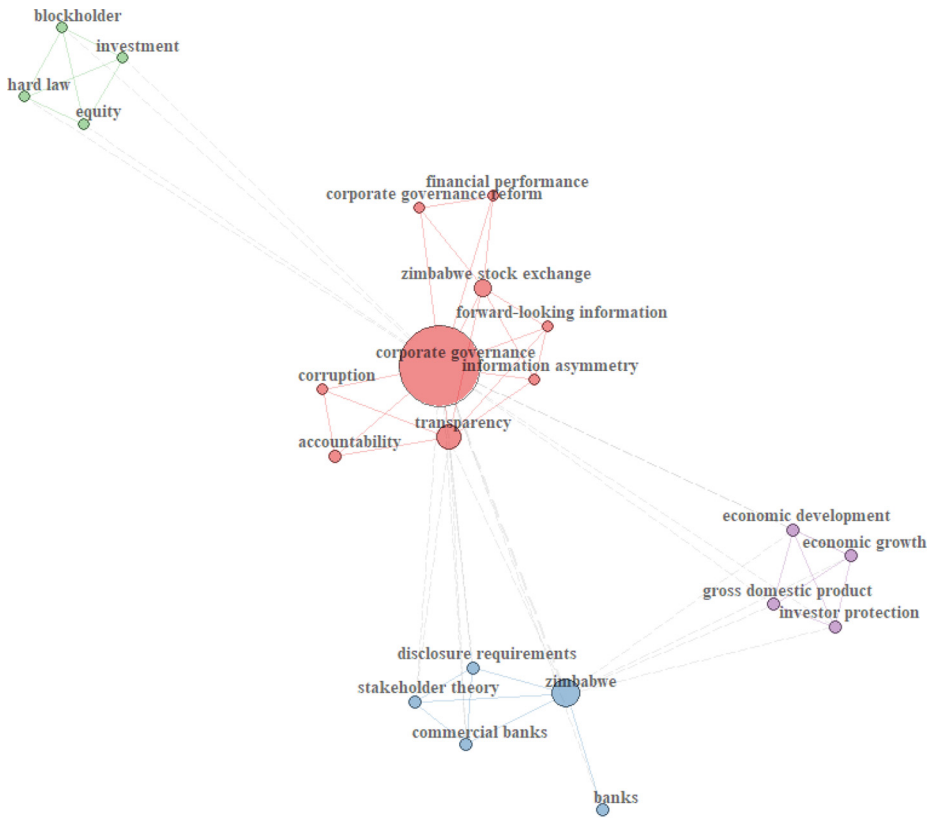 blockholder
investment
hard law
equity
financial performance
corporate governance reform
zimbabwe stock exchange
forward-looking information
corporate governance
information asymmetry
corruption
transparency
accountability
economic development
economic growth
gross domestic product
investor protection
disclosure requirements
zimbabwe
stakeholder theory
commercial banks
banks